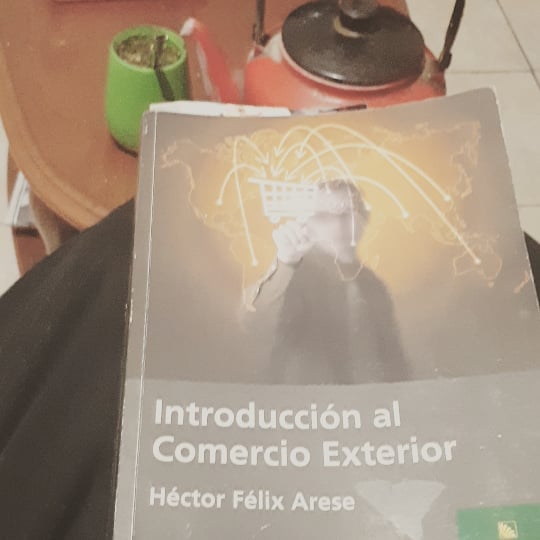 Introducción al
Comercio Exterior
Héctor Félix Arese